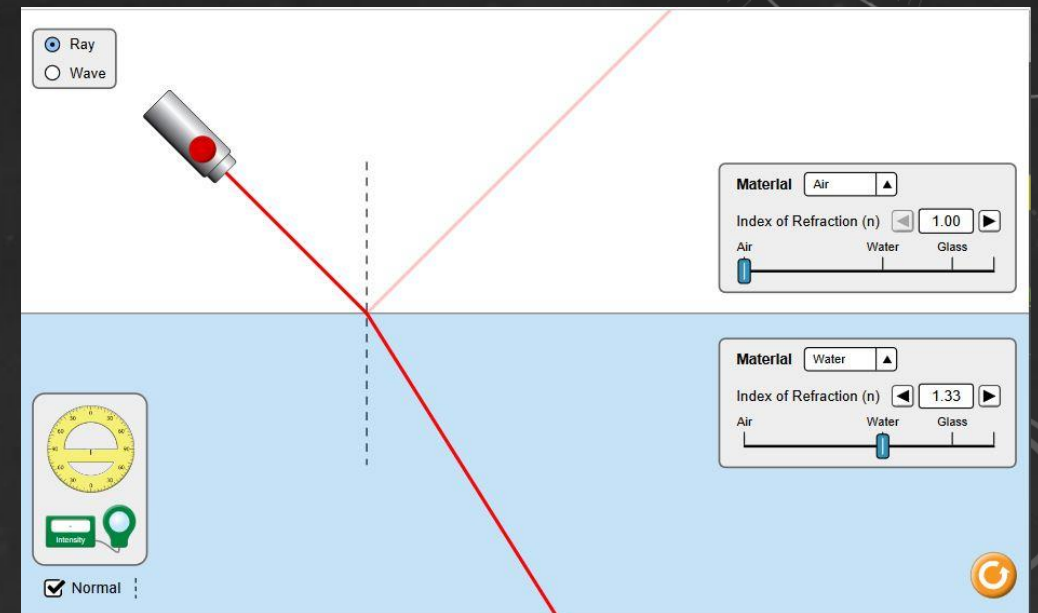 Ray
Wave
Material Air
Index of Refraction (n) 1.00
Air Water Glass
Material Water
Index of Refraction (n) 1.33
Air Water Glass
Intensity
Normal